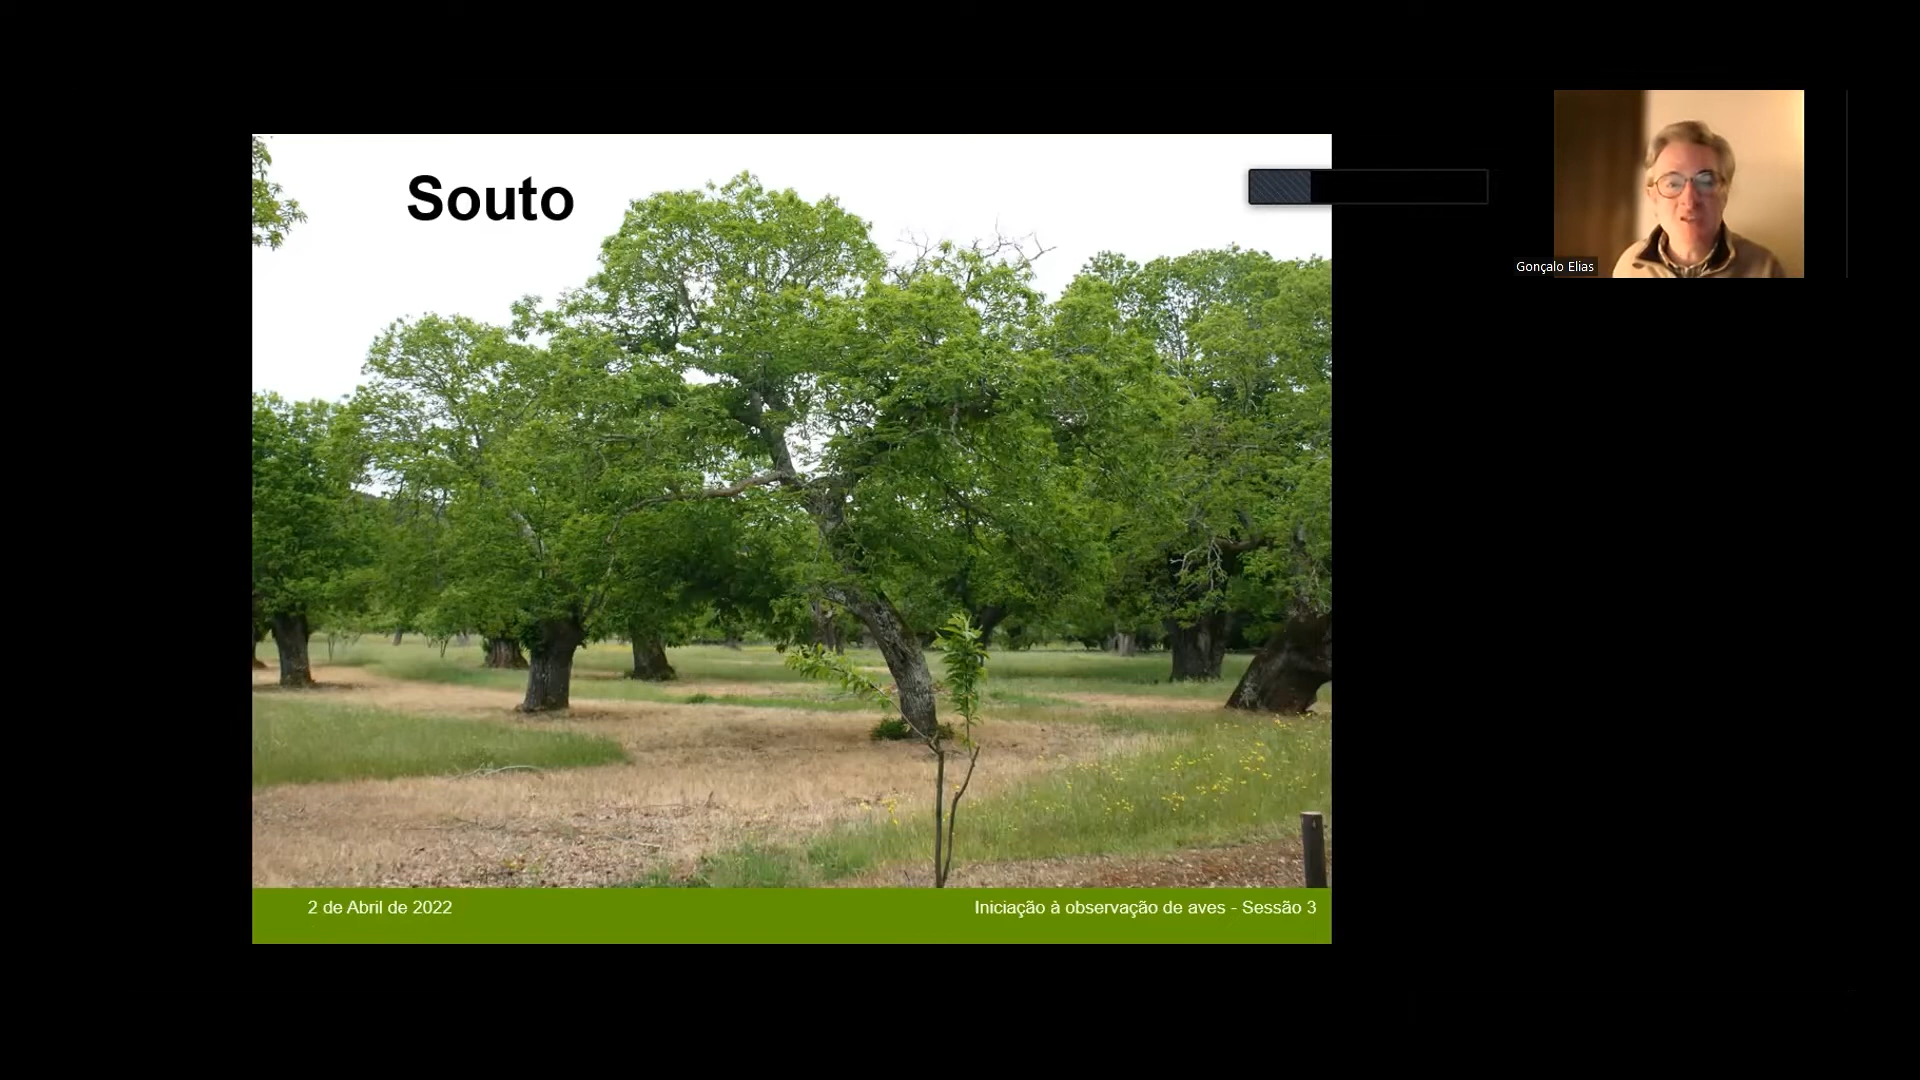 Souto
Gonçalo Elias
2 de Abril de 2022
Iniciação à observação de aves - Sessão 3